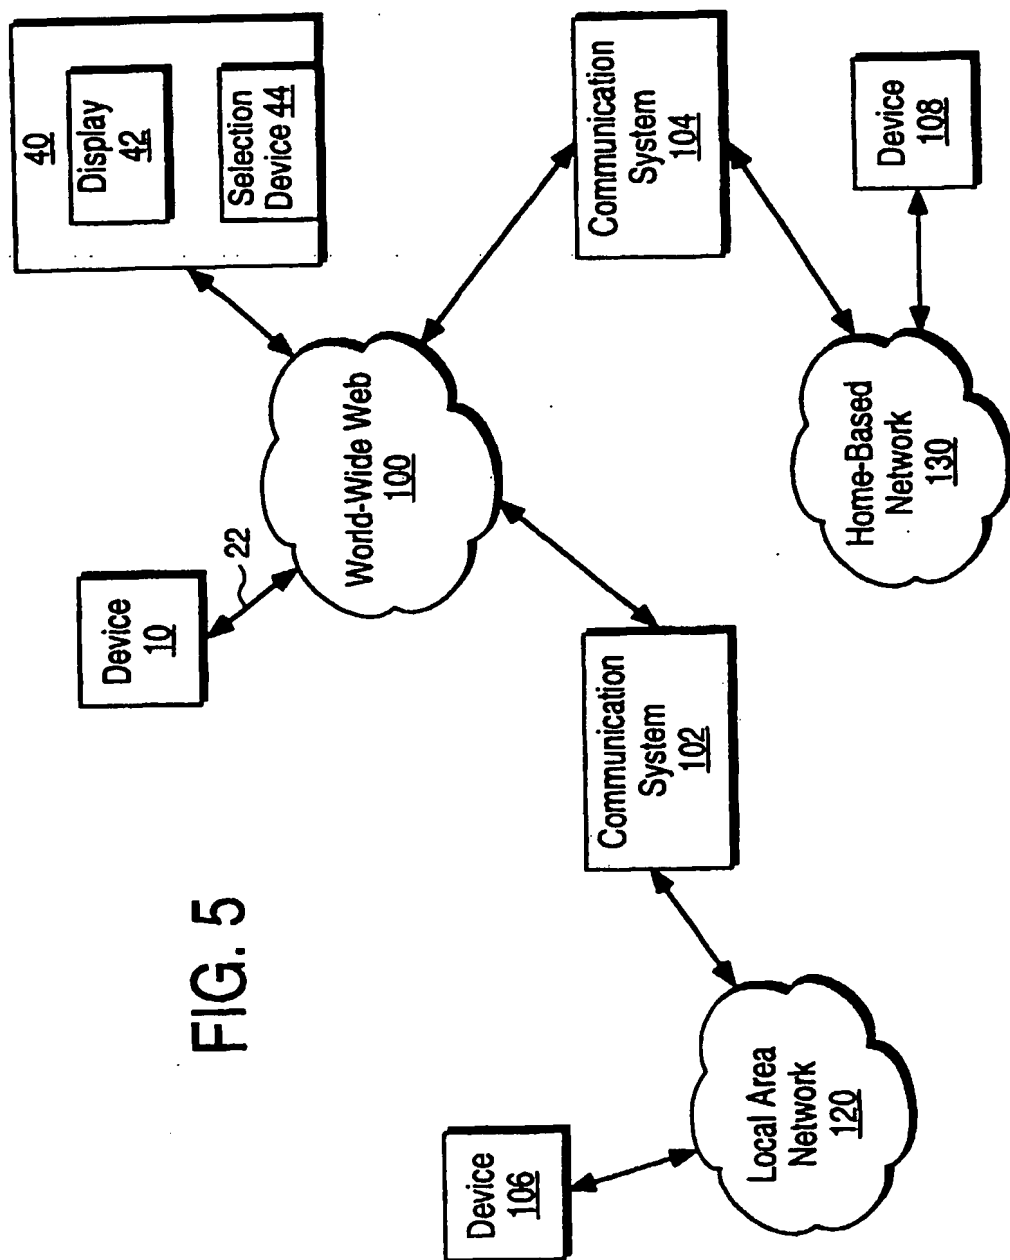 FIG. 5
Device
10
22
40
Display
42
Selection
Device 44
World-Wide Web
100
Communication
System
102
Communication
System
104
Device
106
Local Area
Network
120
Home-Based
Network
130
Device
108